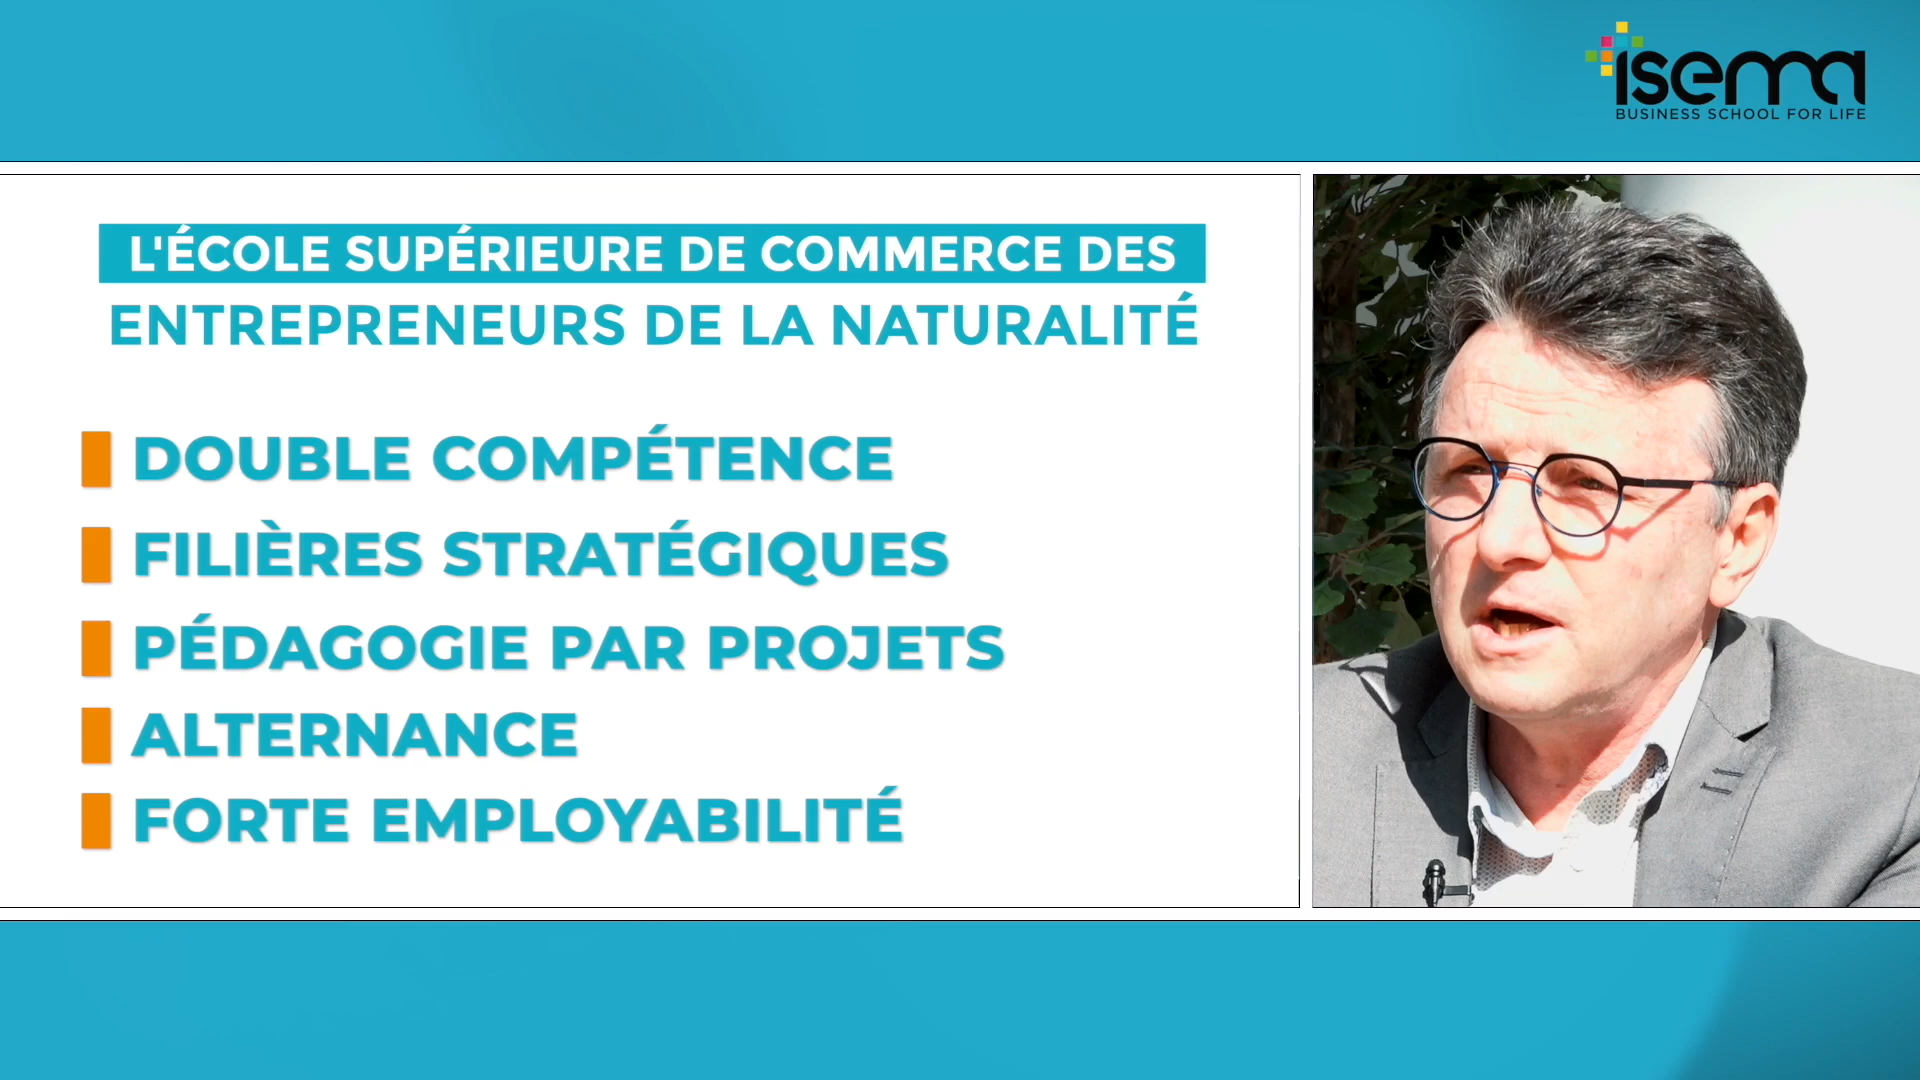 isema
BUSINESS SCHOOL FOR LIFE
L'ÉCOLE SUPÉRIEURE DE COMMERCE DES
ENTREPRENEURS DE LA NATURALITÉ
DOUBLE COMPÉTENCE
FILIÈRES STRATÉGIQUES
PÉDAGOGIE PAR PROJETS
ALTERNANCE
FORTE EMPLOYABILITÉ